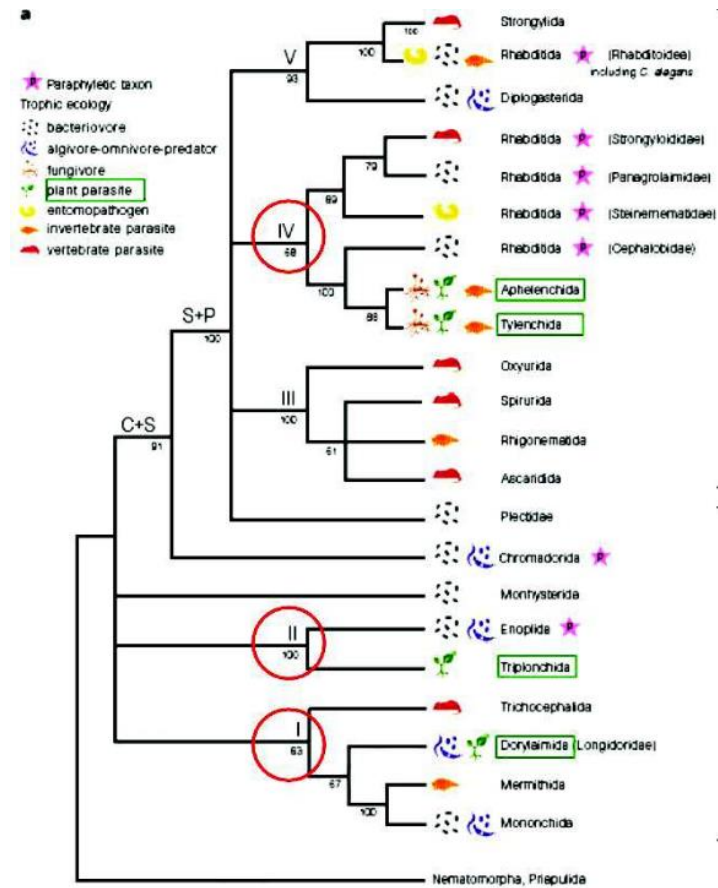 a
P Paraphyletic taxon
Trophic ecology
bacteriovore
algivore-omnivore-predator
fungivore
plant parasite
entomopathogen
invertebrate parasite
vertebrate parasite
V
93
100
100
Strongylida
Rhabditida P (Rhabditoidea)
including C. elegans
Diplogasterida
IV
68
89
79
Rhabditida P (Strongyloididae)
Rhabditida P (Panagrolaimidae)
Rhabditida P (Steinernematidae)
Rhabditida P (Cephalobidae)
100
Aphelenchida
Tylenchida
S+P
100
III
100
61
Oxyurida
Spirurida
Rhigonematida
Ascaridida
Plectidae
C+S
91
Chromadorida P
Monhysterida
II
100
Enoplida P
Triplonchida
I
63
67
100
Trichocephalida
Dorylaimida (Longidoridae)
Mermithida
Mononchida
Nematomorpha, Priapulida